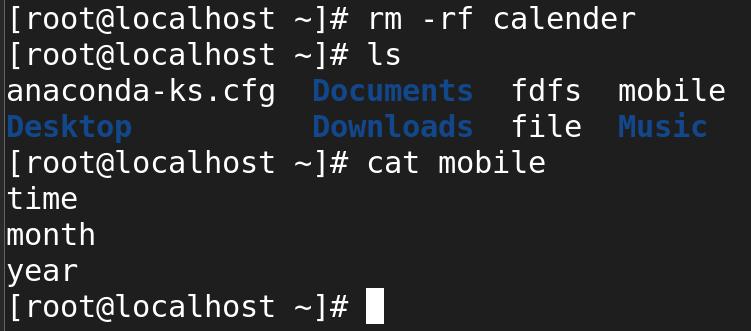 [root@localhost ~]# rm -rf calender
[root@localhost ~]# ls
anaconda-ks.cfg  Documents  fdfs  mobile
Desktop          Downloads  file  Music
[root@localhost ~]# cat mobile
time
month
year
[root@localhost ~]#